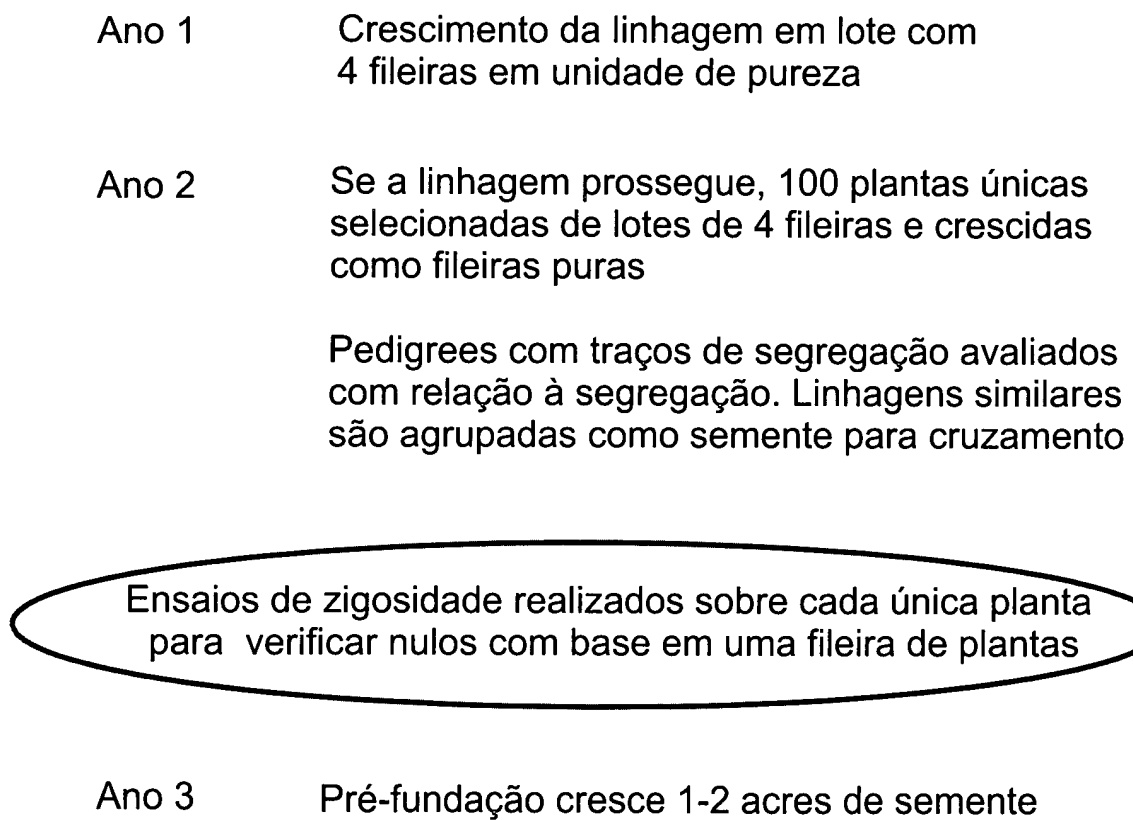 Ano 1 Crescimento da linhagem em lote com
4 fileiras em unidade de pureza
Ano 2 Se a linhagem prossegue, 100 plantas únicas
selecionadas de lotes de 4 fileiras e crescidas
como fileiras puras
Pedigrees com traços de segregação avaliados
com relação à segregação. Linhagens similares
são agrupadas como semente para cruzamento
Ensaios de zigosidade realizados sobre cada única planta
para verificar nulos com base em uma fileira de plantas
Ano 3 Pré-fundação cresce 1-2 acres de semente